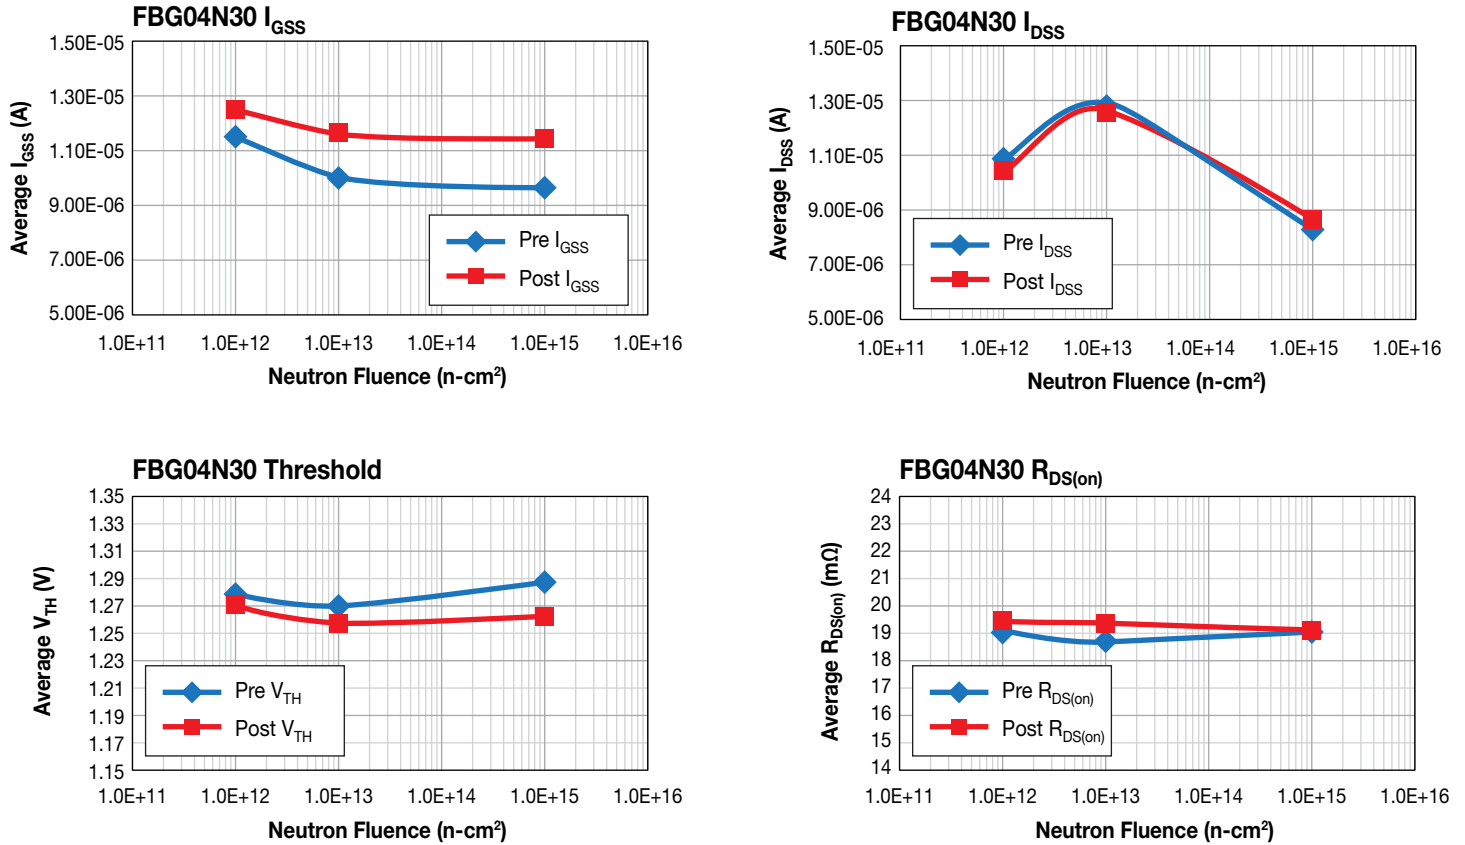 FBG04N30 IGSS
1.50E-05
1.30E-05
1.10E-05
9.00E-06
7.00E-06
5.00E-06
Average IGSS (A)
Pre IGSS
Post IGSS
1.0E+11 1.0E+12 1.0E+13 1.0E+14 1.0E+15 1.0E+16
Neutron Fluence (n-cm²)
FBG04N30 IDSS
1.50E-05
1.30E-05
1.10E-05
9.00E-06
7.00E-06
5.00E-06
Average IDSS (A)
Pre IDSS
Post IDSS
1.0E+11 1.0E+12 1.0E+13 1.0E+14 1.0E+15 1.0E+16
Neutron Fluence (n-cm²)
FBG04N30 Threshold
1.35
1.33
1.31
1.29
1.27
1.25
1.23
1.21
1.19
1.17
1.15
Average VTH (V)
Pre VTH
Post VTH
1.0E+11 1.0E+12 1.0E+13 1.0E+14 1.0E+15 1.0E+16
Neutron Fluence (n-cm²)
FBG04N30 RDS(on)
24
23
22
21
20
19
18
17
16
15
14
Average RDS(on) (mΩ)
Pre RDS(on)
Post RDS(on)
1.0E+11 1.0E+12 1.0E+13 1.0E+14 1.0E+15 1.0E+16
Neutron Fluence (n-cm²)